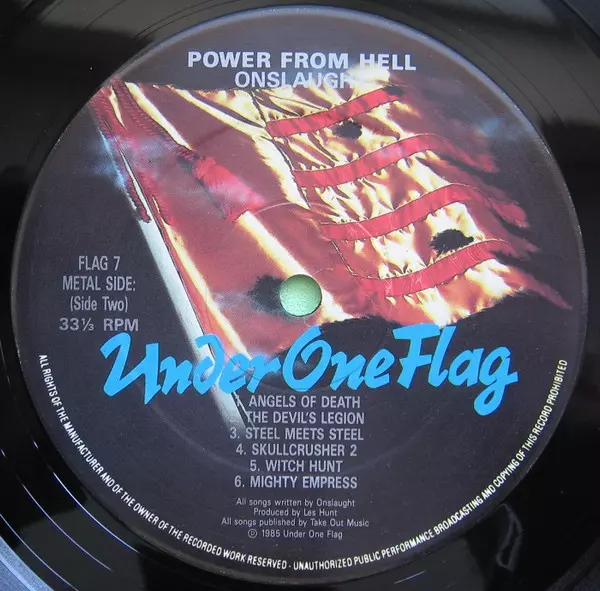 POWER FROM HELL
ONSLAUGHT
FLAG 7
METAL SIDE:
(Side Two)
33⅓ RPM
Under One Flag
1. ANGELS OF DEATH
2. THE DEVIL'S LEGION
3. STEEL MEETS STEEL
4. SKULLCRUSHER 2
5. WITCH HUNT
6. MIGHTY EMPRESS
All songs written by Onslaught
Produced by Les Hunt
All songs published by Take Out Music
Ⓟ 1985 Under One Flag
ALL RIGHTS OF THE MANUFACTURER AND OF THE OWNER OF THE RECORDED WORK RESERVED - UNAUTHORIZED PUBLIC PERFORMANCE BROADCASTING AND COPYING OF THIS RECORD PROHIBITED